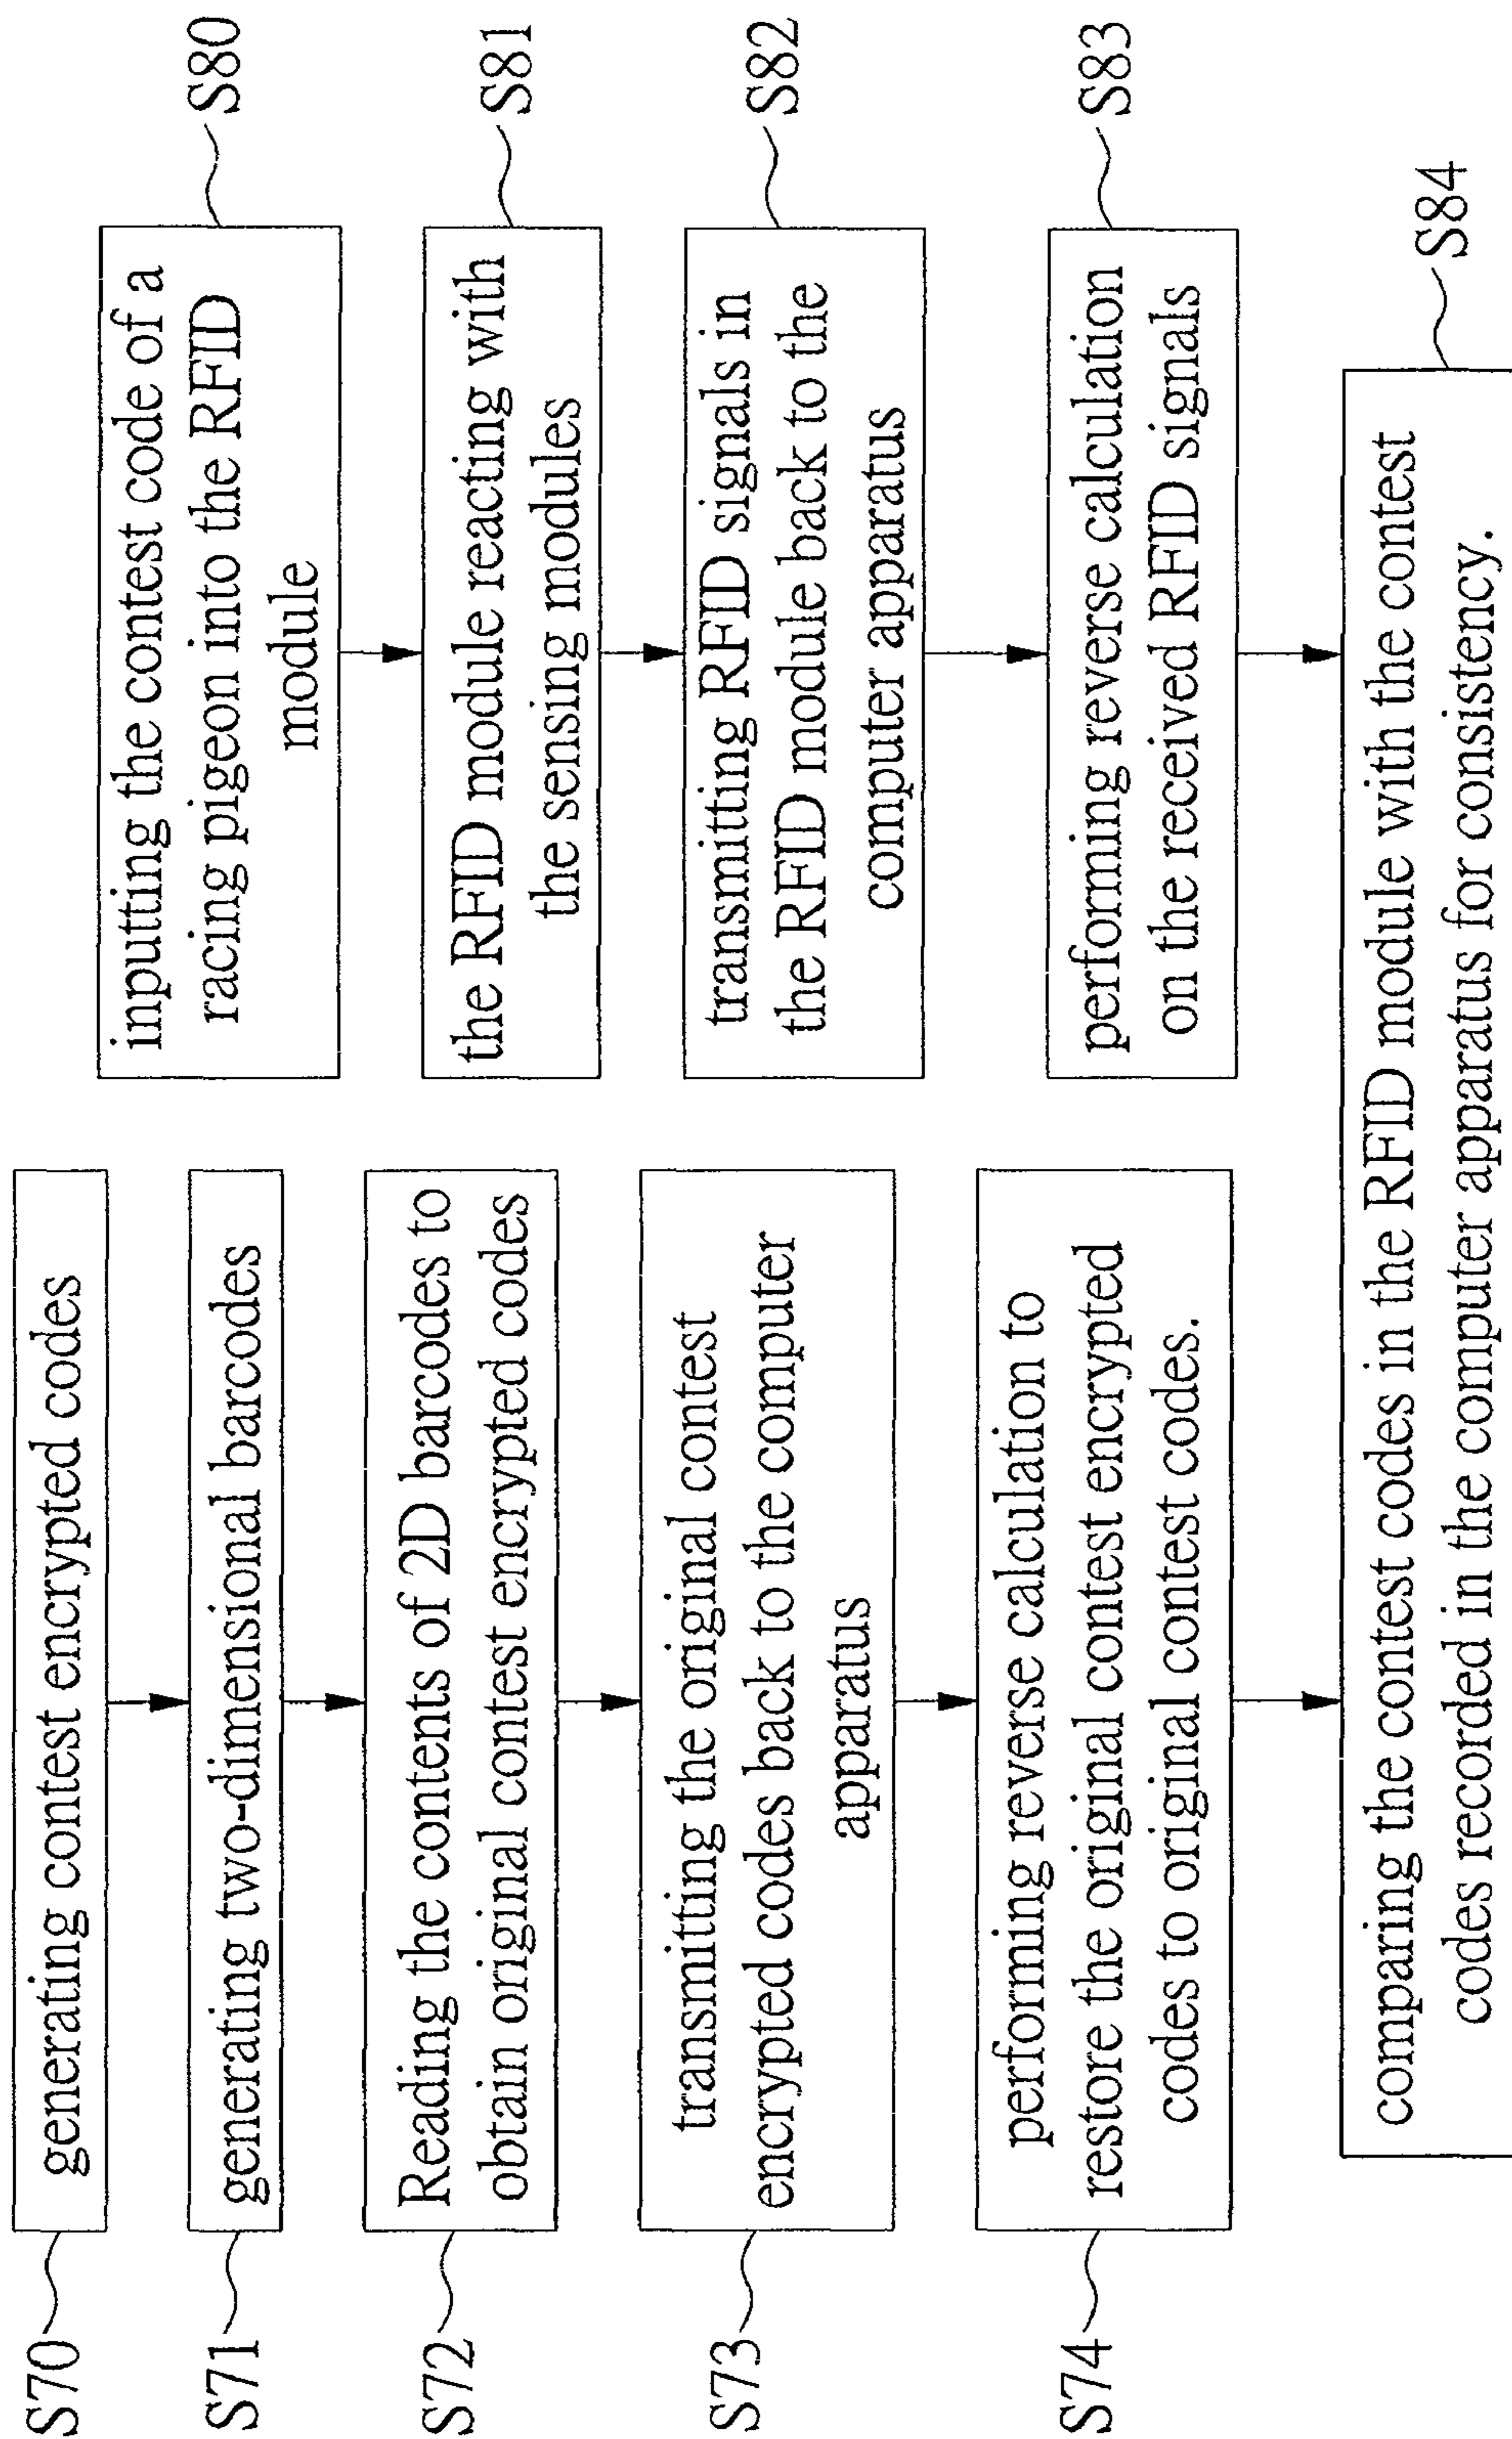 S70
generating contest encrypted codes
S71
generating two-dimensional barcodes
S72
Reading the contents of 2D barcodes to
obtain original contest encrypted codes
S73
transmitting the original contest
encrypted codes back to the computer
apparatus
S74
performing reverse calculation to
restore the original contest encrypted
codes to original contest codes.
inputting the contest code of a
racing pigeon into the RFID
module
S80
the RFID module reacting with
the sensing modules
S81
transmitting RFID signals in
the RFID module back to the
computer apparatus
S82
performing reverse calculation
on the received RFID signals
S83
comparing the contest codes in the RFID module with the contest
codes recorded in the computer apparatus for consistency.
S84